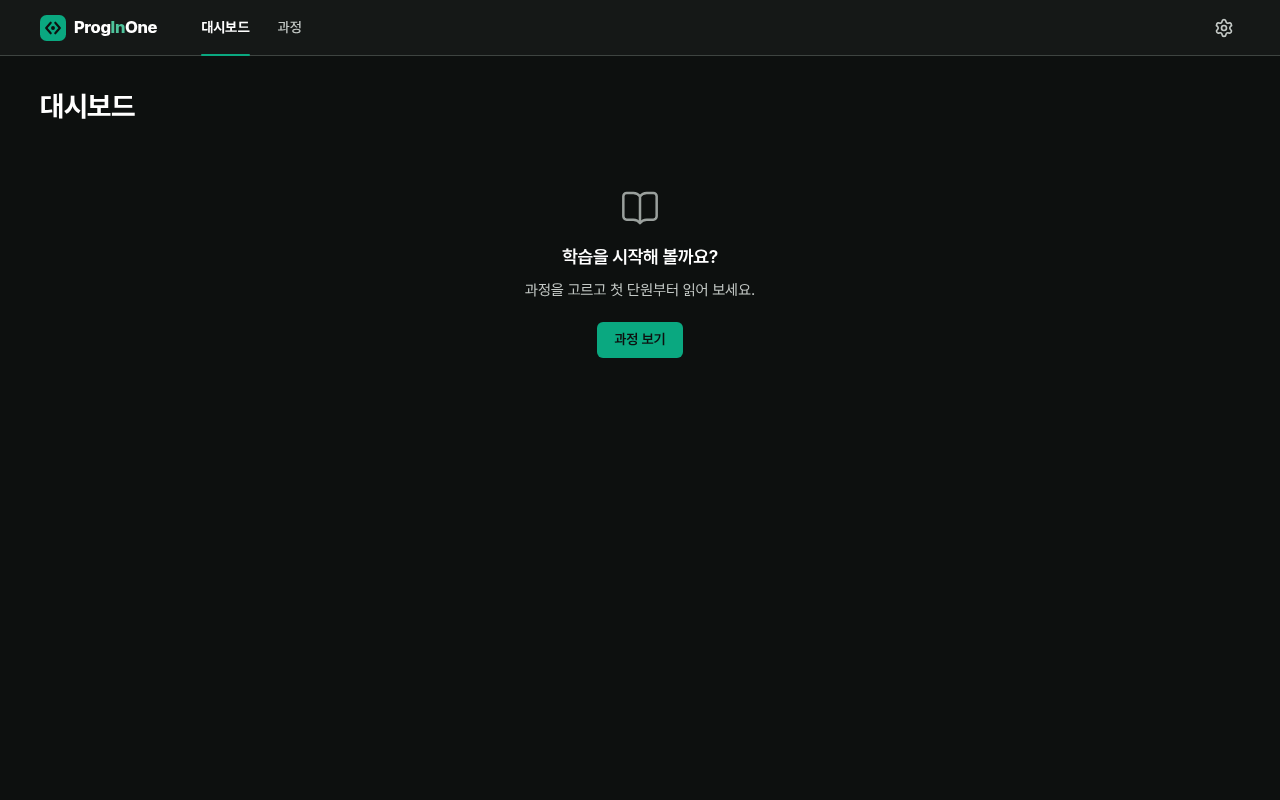 ProgInOne
대시보드
과정
대시보드
학습을 시작해 볼까요?
과정을 고르고 첫 단원부터 읽어 보세요.
과정 보기